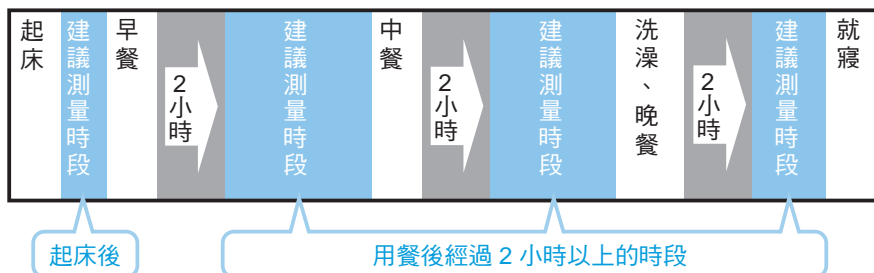 起床
建議測量時段
早餐
2小時
建議測量時段
中餐
2小時
建議測量時段
洗澡、晚餐
2小時
建議測量時段
就寢
起床後
用餐後經過 2 小時以上的時段